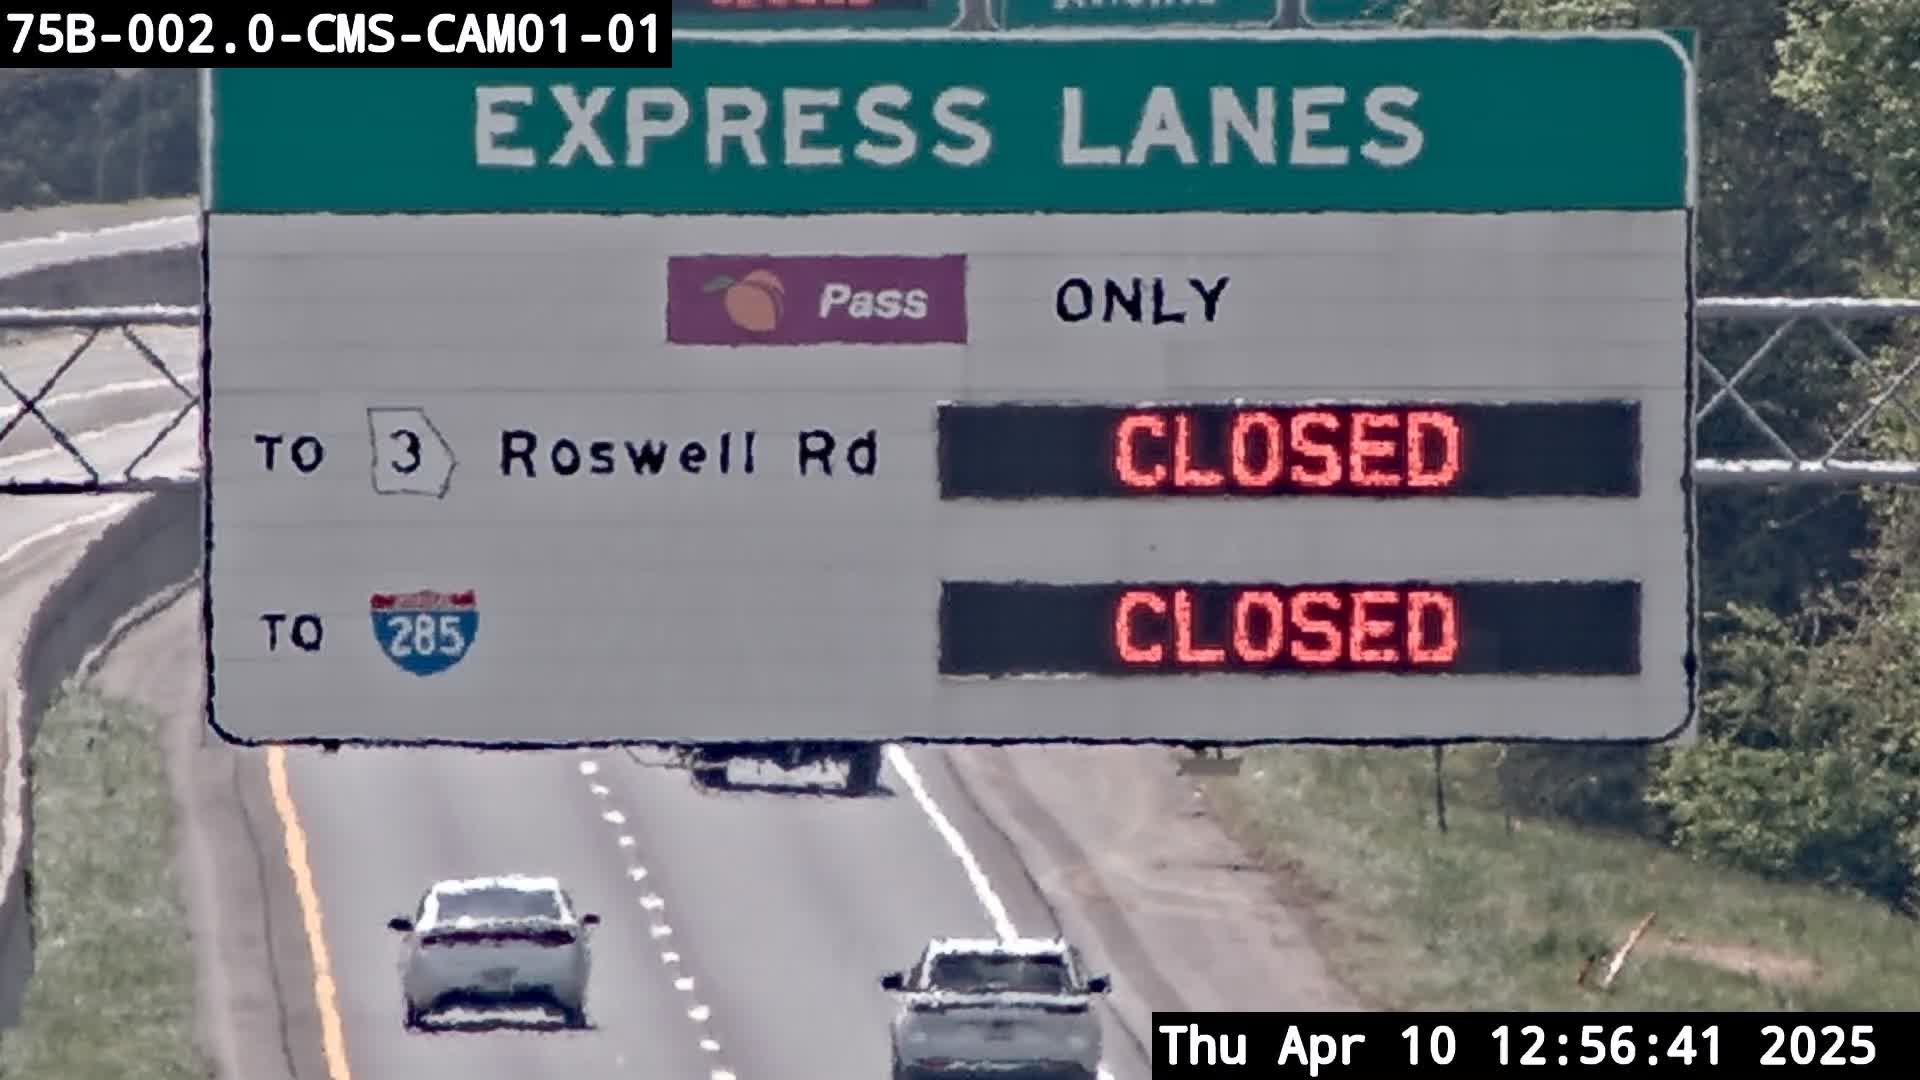 75B-002.0-CMS-CAM01-01
EXPRESS LANES
Pass ONLY
TO 3 Roswell Rd CLOSED
TO 285 CLOSED
Thu Apr 10 12:56:41 2025